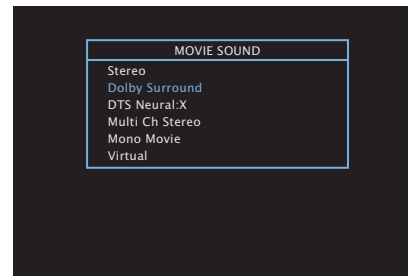 MOVIE SOUND
Stereo
Dolby Surround
DTS Neural:X
Multi Ch Stereo
Mono Movie
Virtual